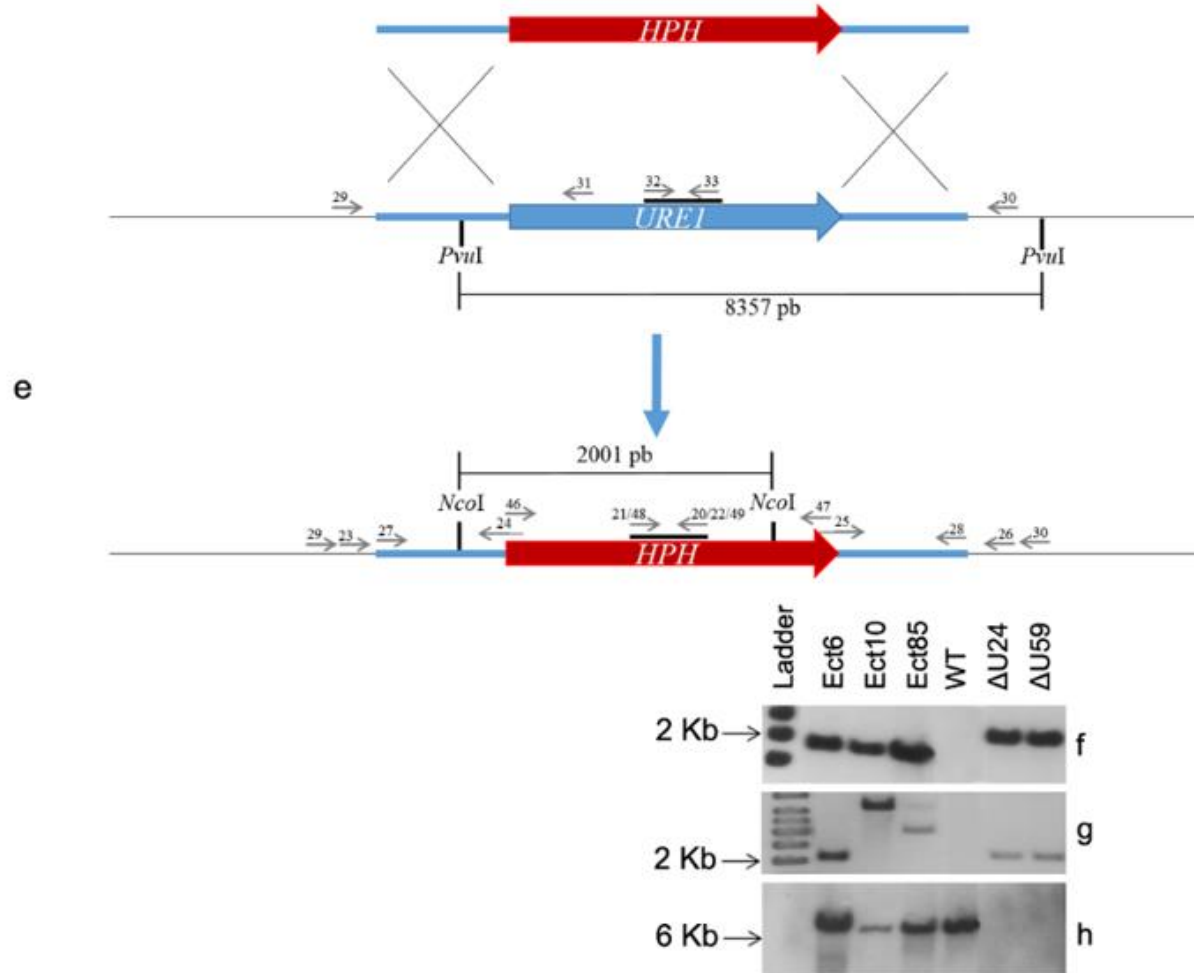 HPH
29
31
32
33
30
URE1
PvuI
PvuI
8357 pb
e
2001 pb
NcoI
NcoI
29
23
27
24
46
21/48
20/22/49
47
25
28
26
30
HPH
Ladder
Ect6
Ect10
Ect85
WT
ΔU24
ΔU59
2 Kb
f
2 Kb
g
6 Kb
h